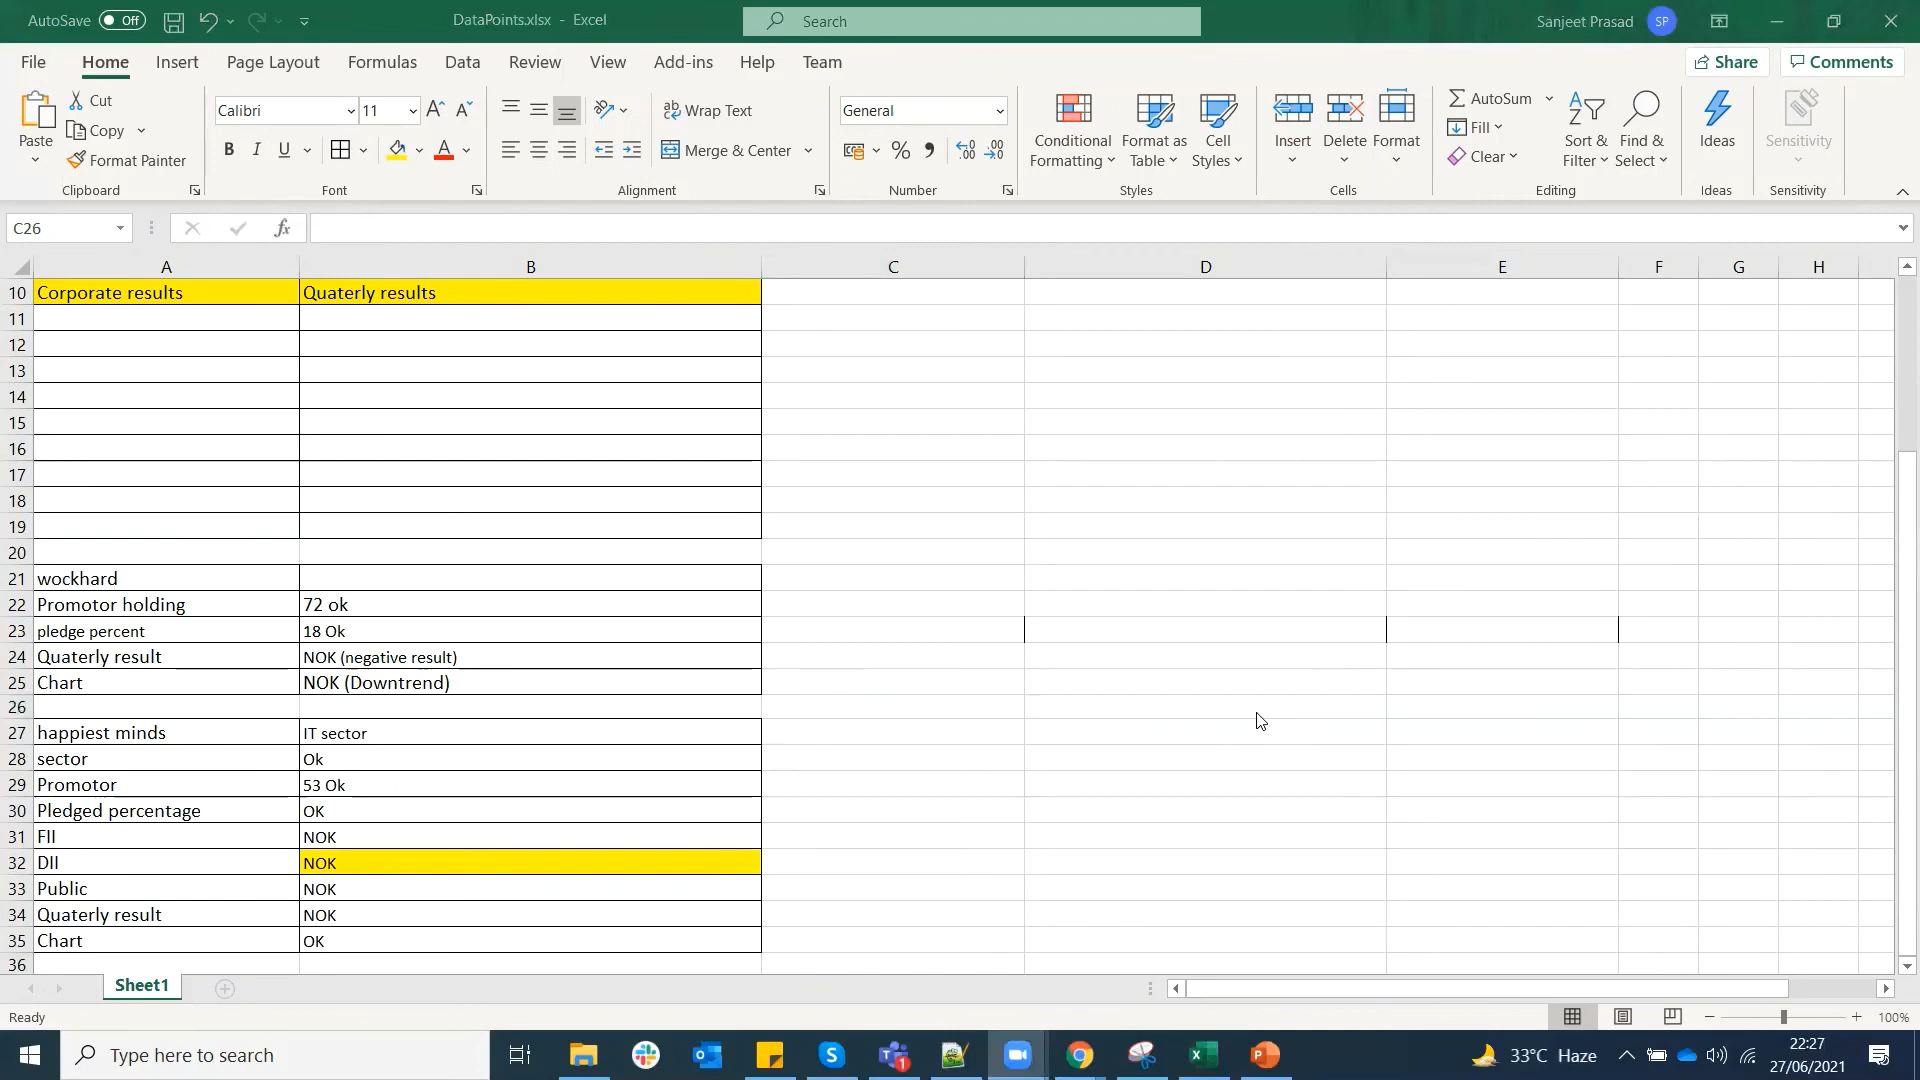 AutoSave Off DataPoints.xlsx - Excel Search Sanjeet Prasad SP
File Home Insert Page Layout Formulas Data Review View Add-ins Help Team Share Comments
Paste Cut Copy Format Painter Clipboard
Calibri 11 B I U A Font
Wrap Text Merge & Center Alignment
General % Number
Conditional Formatting Format as Table Cell Styles Styles
Insert Delete Format Cells
AutoSum Fill Clear Sort & Filter Find & Select Editing
Ideas Ideas
Sensitivity Sensitivity
C26 fx
A B C D E F G H
10 Corporate results Quaterly results
11
12
13
14
15
16
17
18
19
20
21 wockhard
22 Promotor holding 72 ok
23 pledge percent 18 Ok
24 Quaterly result NOK (negative result)
25 Chart NOK (Downtrend)
26
27 happiest minds IT sector
28 sector Ok
29 Promotor 53 Ok
30 Pledged percentage OK
31 FII NOK
32 DII NOK
33 Public NOK
34 Quaterly result NOK
35 Chart OK
36
Sheet1
Ready 100%
Type here to search 33°C Haze 22:27
27/06/2021